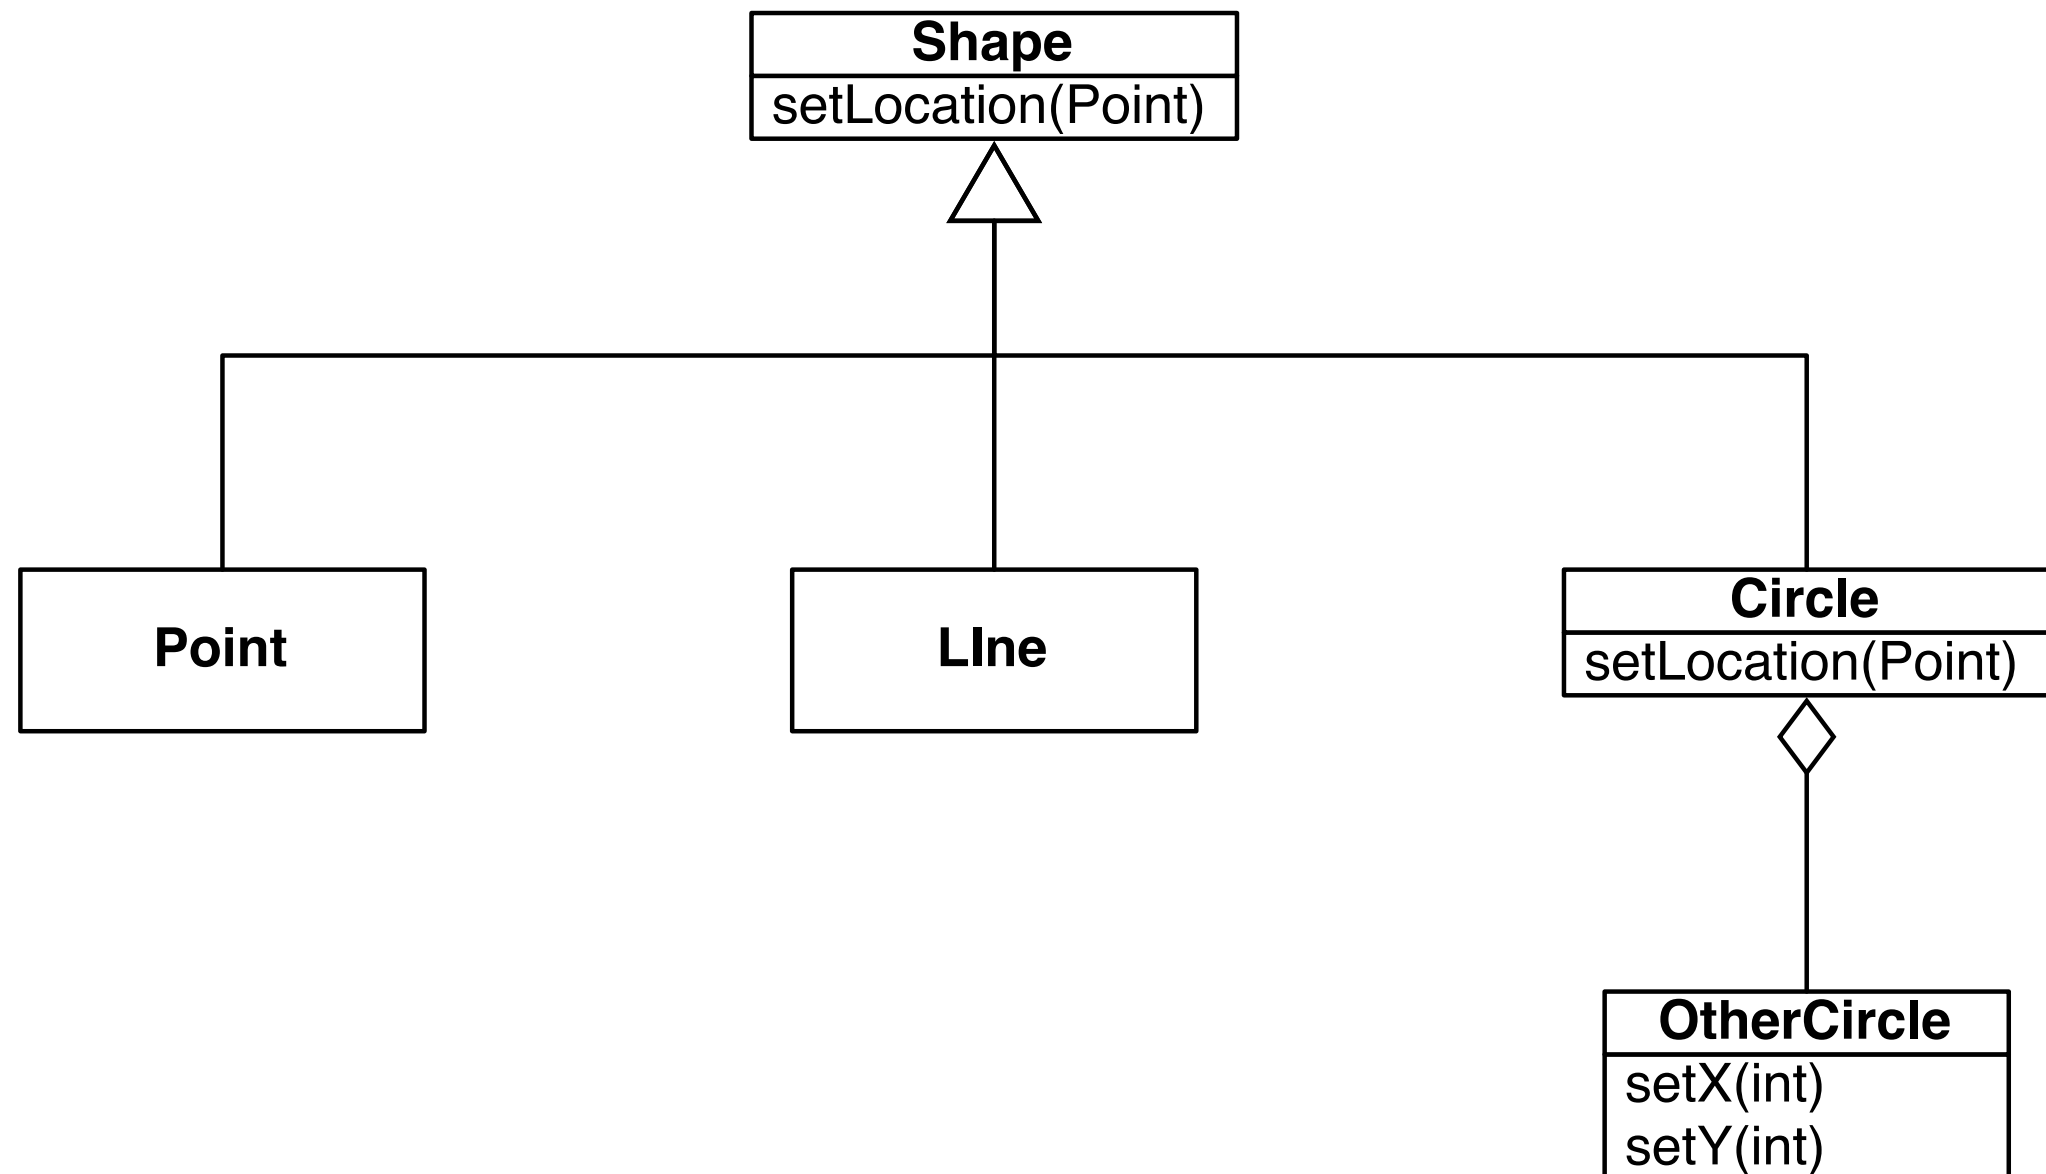 Shape
setLocation(Point)
Point
LIne
Circle
setLocation(Point)
OtherCircle
setX(int)
setY(int)